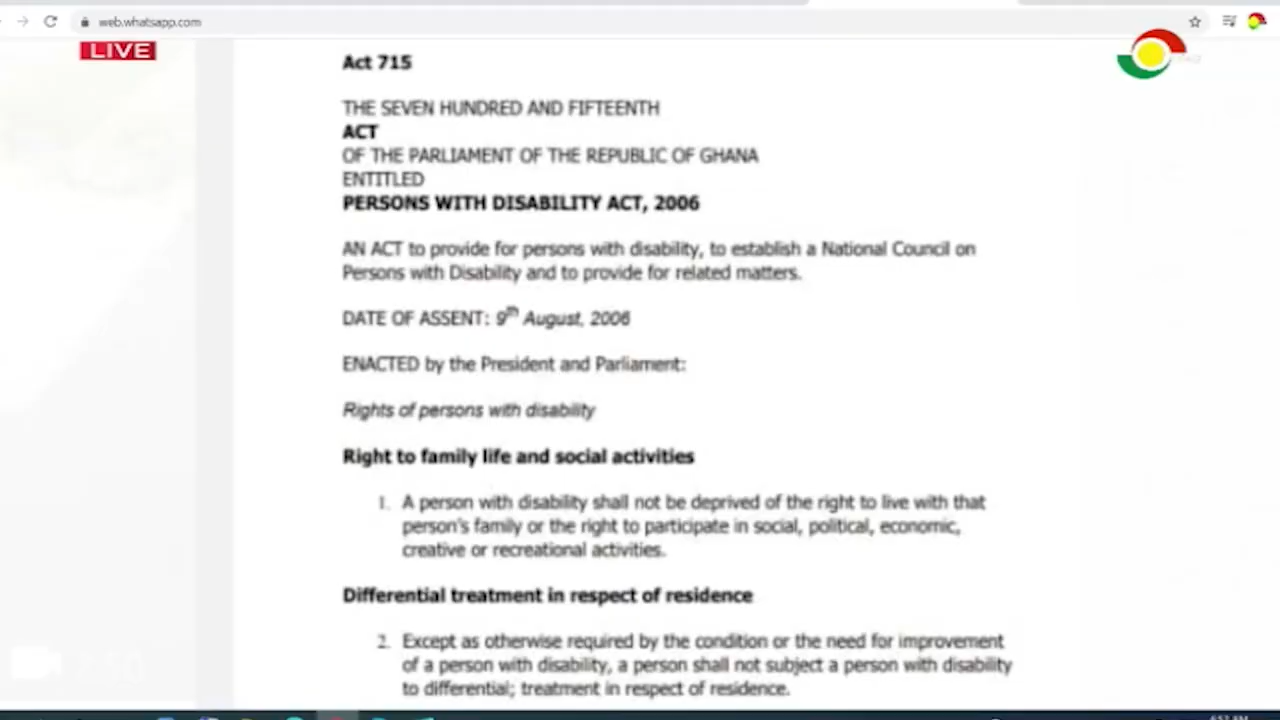 web.whatsapp.com
LIVE
Act 715
THE SEVEN HUNDRED AND FIFTEENTH
ACT
OF THE PARLIAMENT OF THE REPUBLIC OF GHANA
ENTITLED
PERSONS WITH DISABILITY ACT, 2006
AN ACT to provide for persons with disability, to establish a National Council on
Persons with Disability and to provide for related matters.
DATE OF ASSENT: 9th August, 2006
ENACTED by the President and Parliament:
Rights of persons with disability
Right to family life and social activities
1. A person with disability shall not be deprived of the right to live with that
person's family or the right to participate in social, political, economic,
creative or recreational activities.
Differential treatment in respect of residence
2. Except as otherwise required by the condition or the need for improvement
of a person with disability, a person shall not subject a person with disability
to differential; treatment in respect of residence.